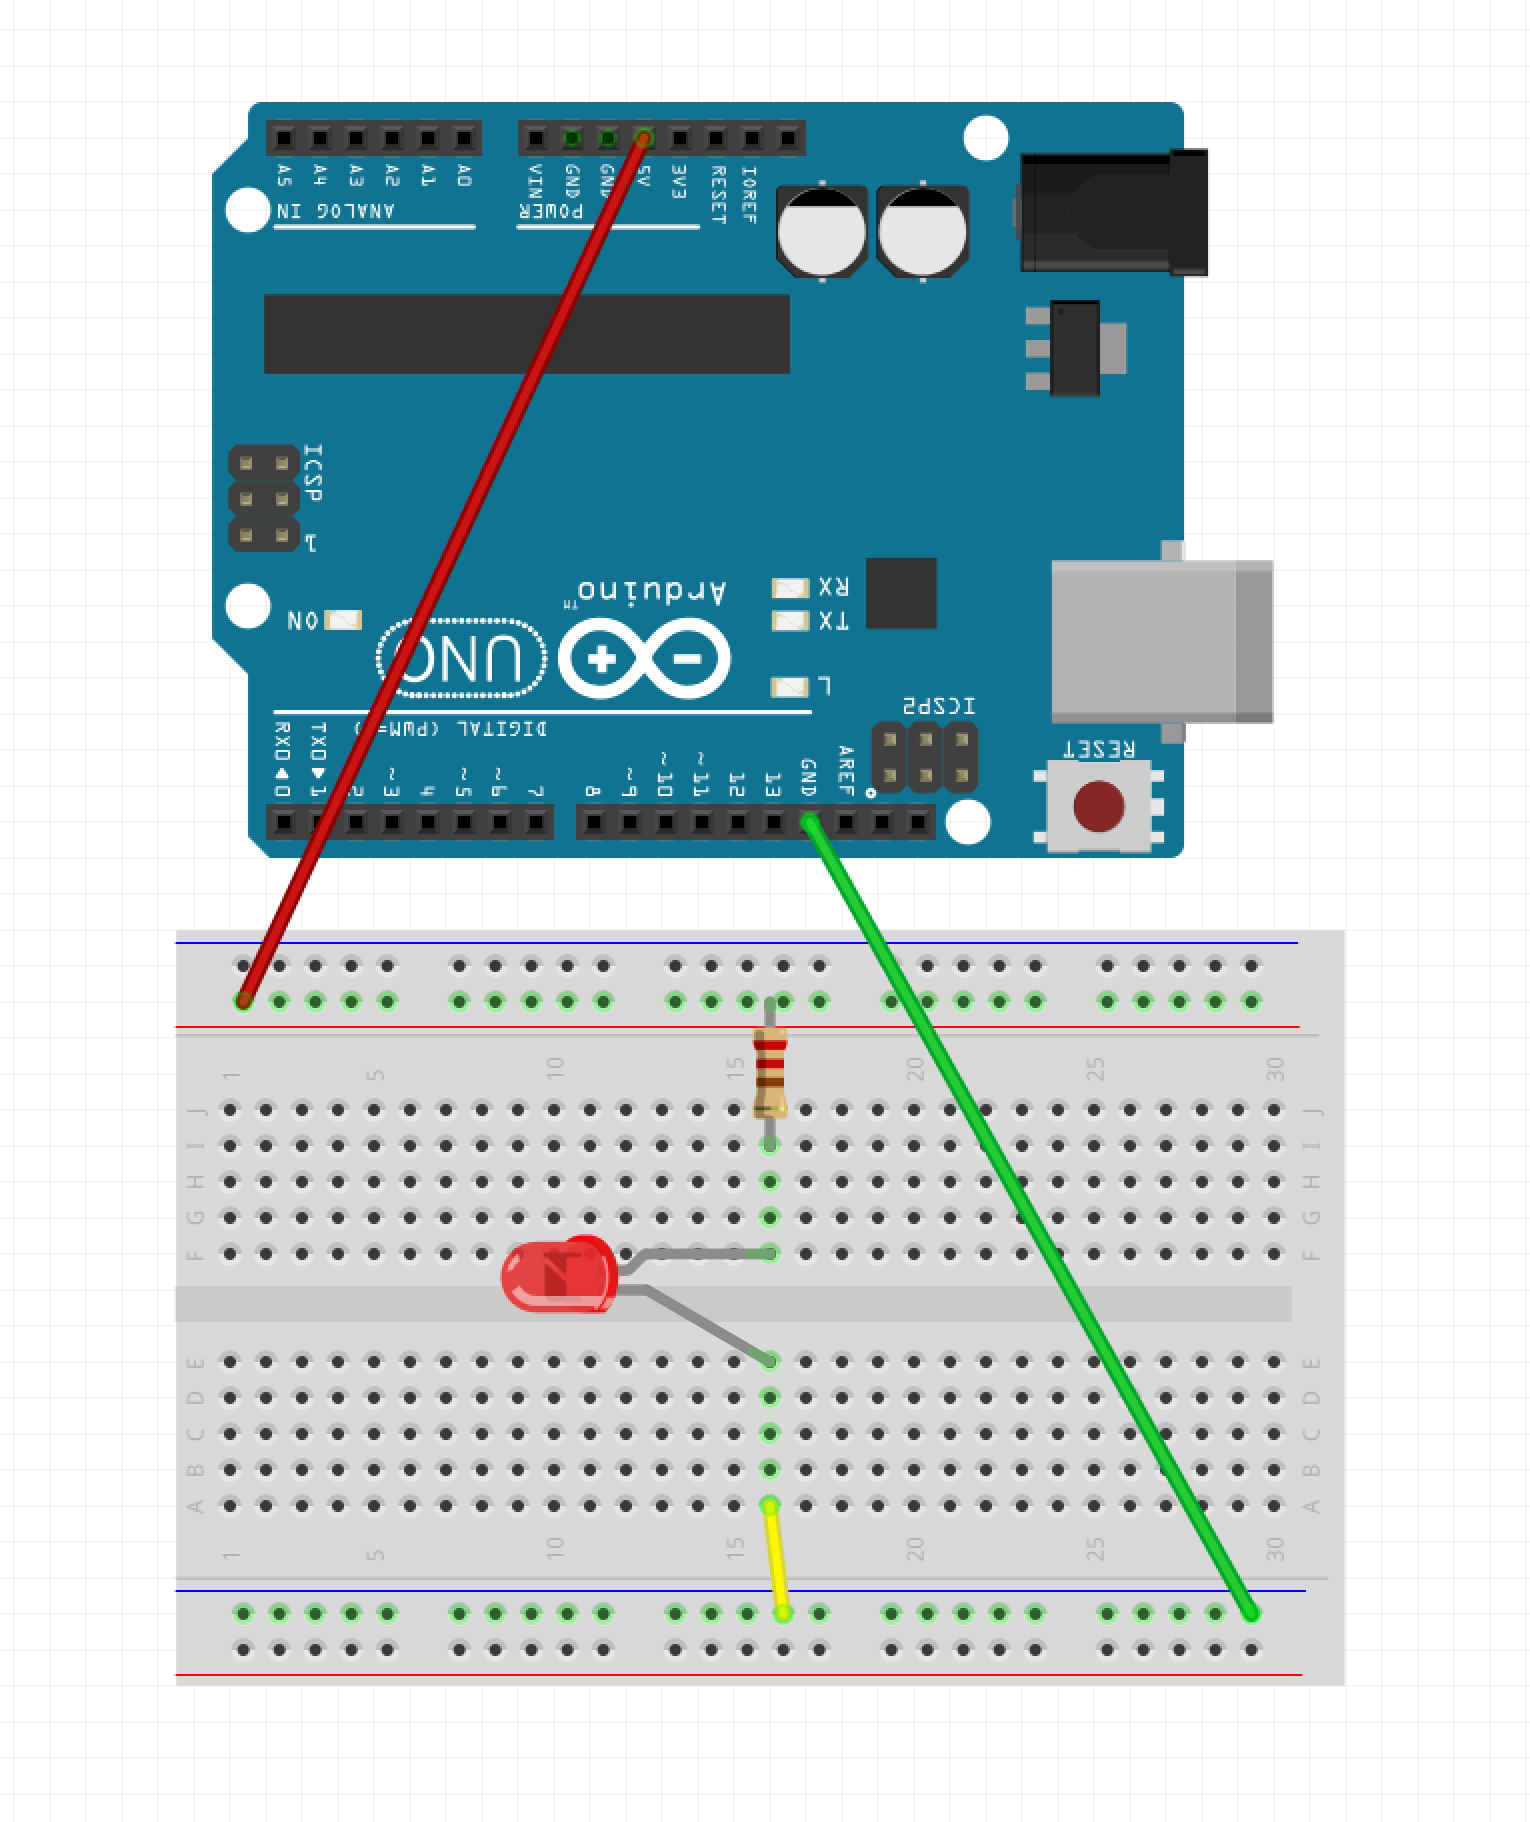 A5 A4 A3 A2 A1 A0 VIN GND GND 5V 3V3 RESET IOREF
ANALOG IN POWER
ICSP
1
Arduino
TM
RX
ON
UNO
TX
L
ICSP2
DIGITAL (PWM=~)
RESET
RX0◀0 TX0▶1 2 ~3 4 ~5 ~6 7 8 ~9 ~10 ~11 12 13 GND AREF
1 5 10 15 20 25 30
J J
I I
H H
G G
F F
E E
D D
C C
B B
A A
1 5 10 15 20 25 30